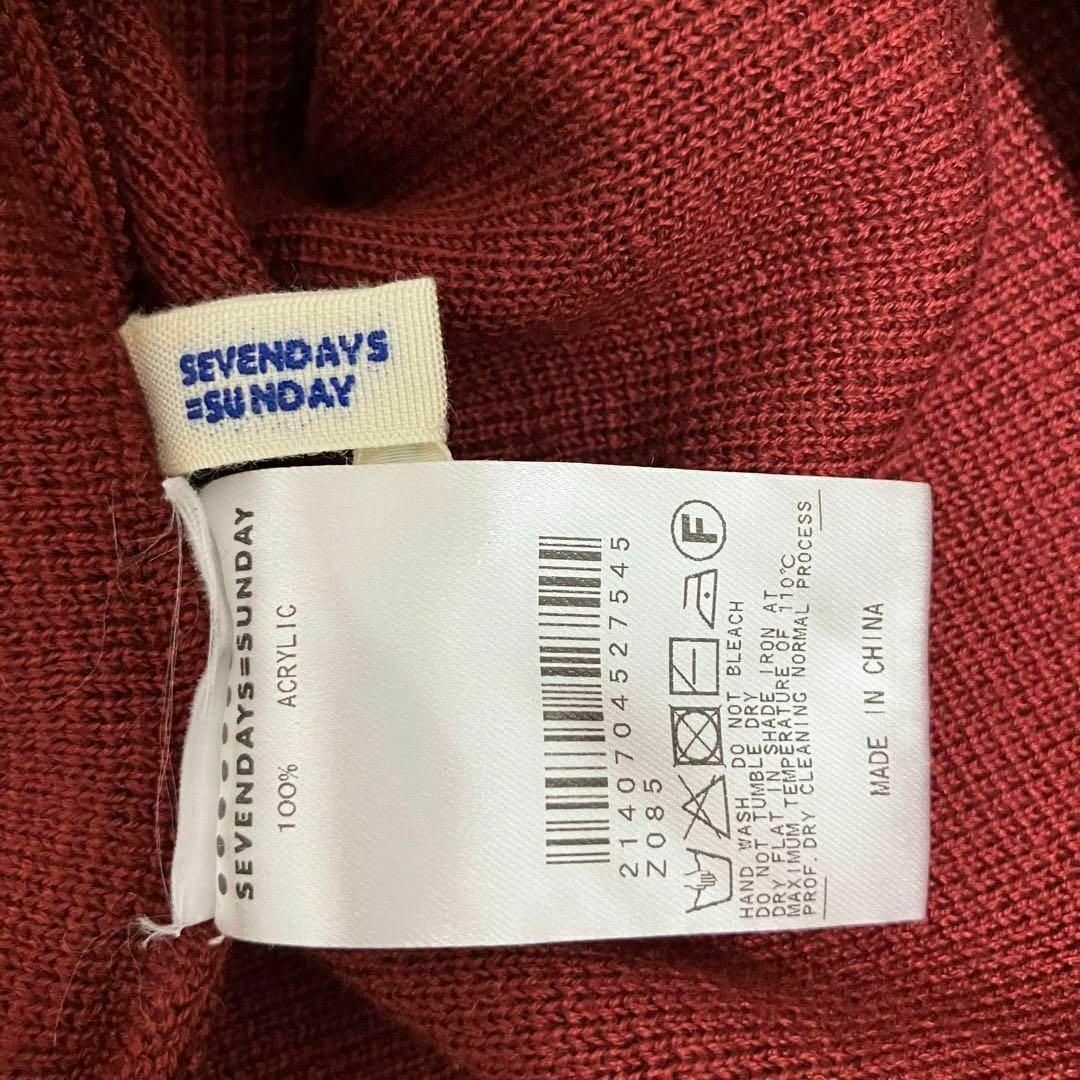 SEVENDAYS
=SUNDAY
SEVENDAYS=SUNDAY
100% ACRYLIC
2140704527545
Z085
F
HAND WASH DO NOT BLEACH
DO NOT TUMBLE DRY
DRY FLAT IN SHADE IRON AT
MAXIMUM TEMPERATURE OF 110℃
PROF.DRY CLEANING NORMAL PROCESS
MADE IN CHINA